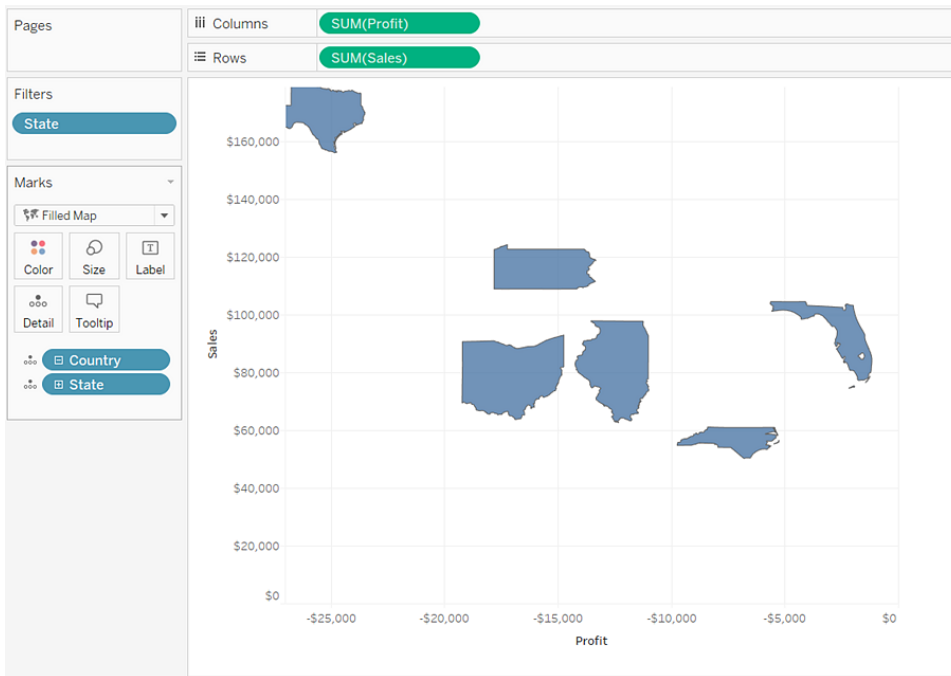 Pages
Columns
SUM(Profit)
Rows
SUM(Sales)
Filters
State
Marks
Filled Map
Color
Size
Label
Detail
Tooltip
Country
State
Sales
$160,000
$140,000
$120,000
$100,000
$80,000
$60,000
$40,000
$20,000
$0
-$25,000 -$20,000 -$15,000 -$10,000 -$5,000 $0
Profit